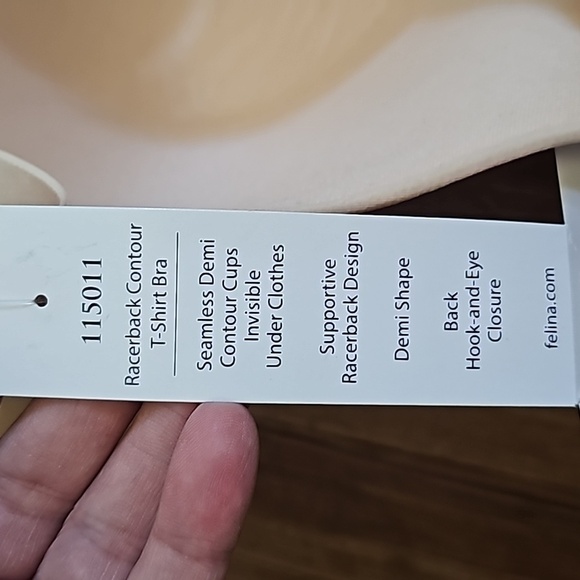 115011
Racerback Contour
T-Shirt Bra
Seamless Demi
Contour Cups
Invisible
Under Clothes
Supportive
Racerback Design
Demi Shape
Back
Hook-and-Eye
Closure
felina.com